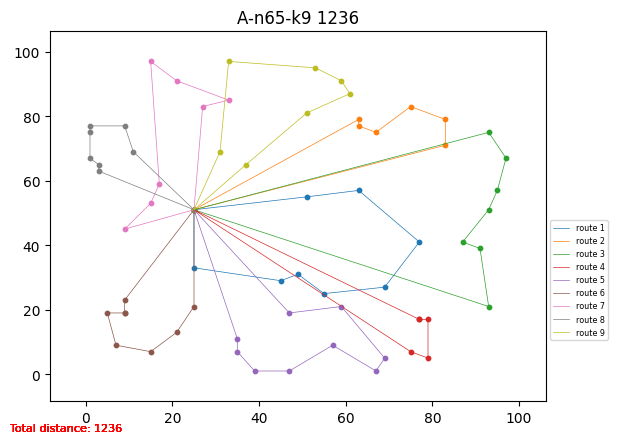 A-n65-k9 1236
100
80
60
40
20
0
0 20 40 60 80 100
route 1
route 2
route 3
route 4
route 5
route 6
route 7
route 8
route 9
Total distance: 1236